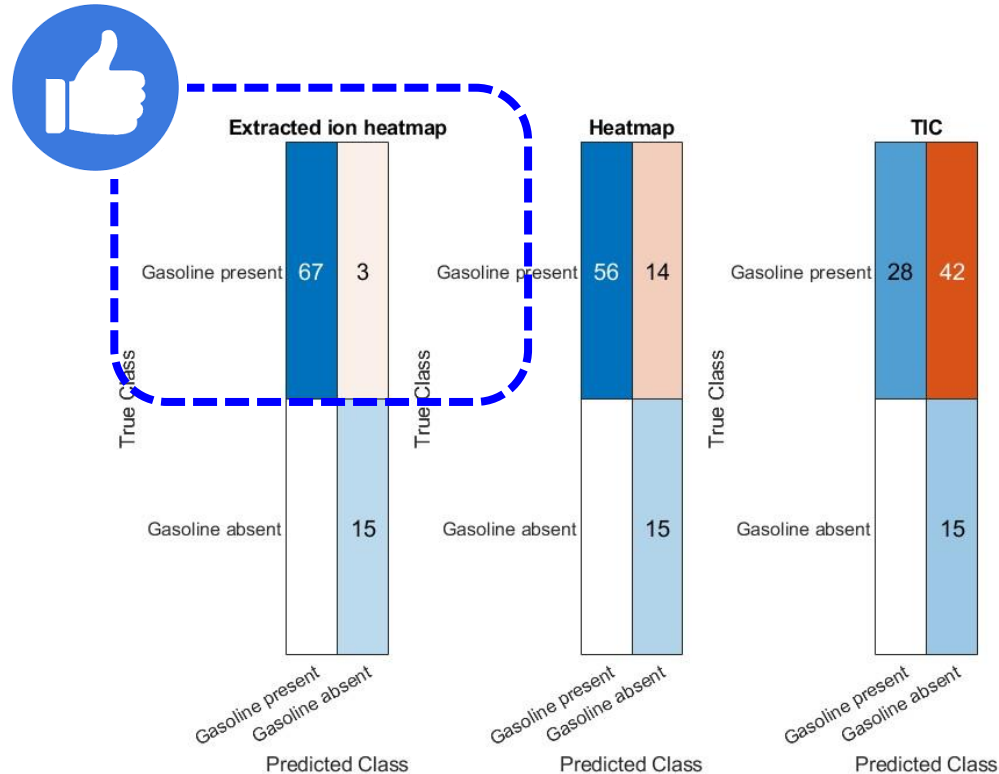 Extracted ion heatmap
Gasoline present 67 3
True Class
Gasoline absent 15
Gasoline present
Gasoline absent
Predicted Class
Heatmap
Gasoline present 56 14
True Class
Gasoline absent 15
Gasoline present
Gasoline absent
Predicted Class
TIC
Gasoline present 28 42
True Class
Gasoline absent 15
Gasoline present
Gasoline absent
Predicted Class